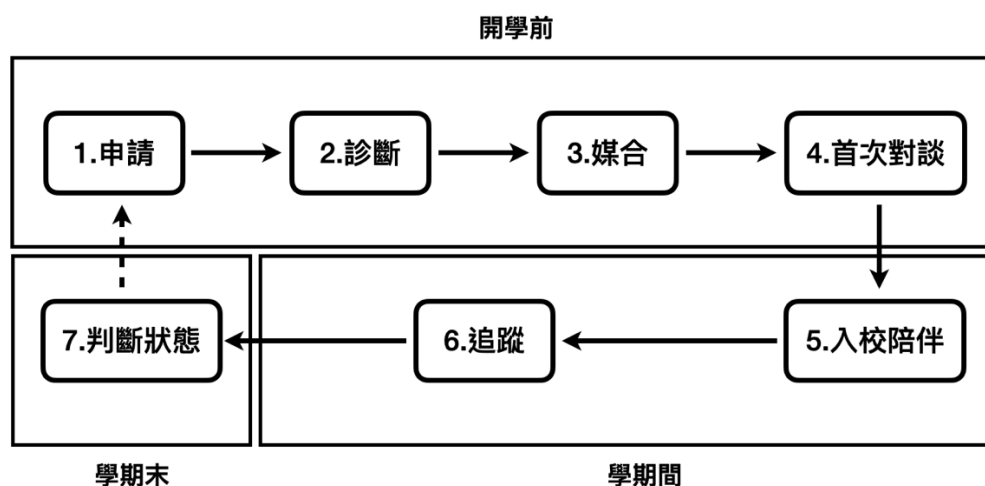 開學前
1.申請
2.診斷
3.媒合
4.首次對談
7.判斷狀態
6.追蹤
5.入校陪伴
學期末
學期間